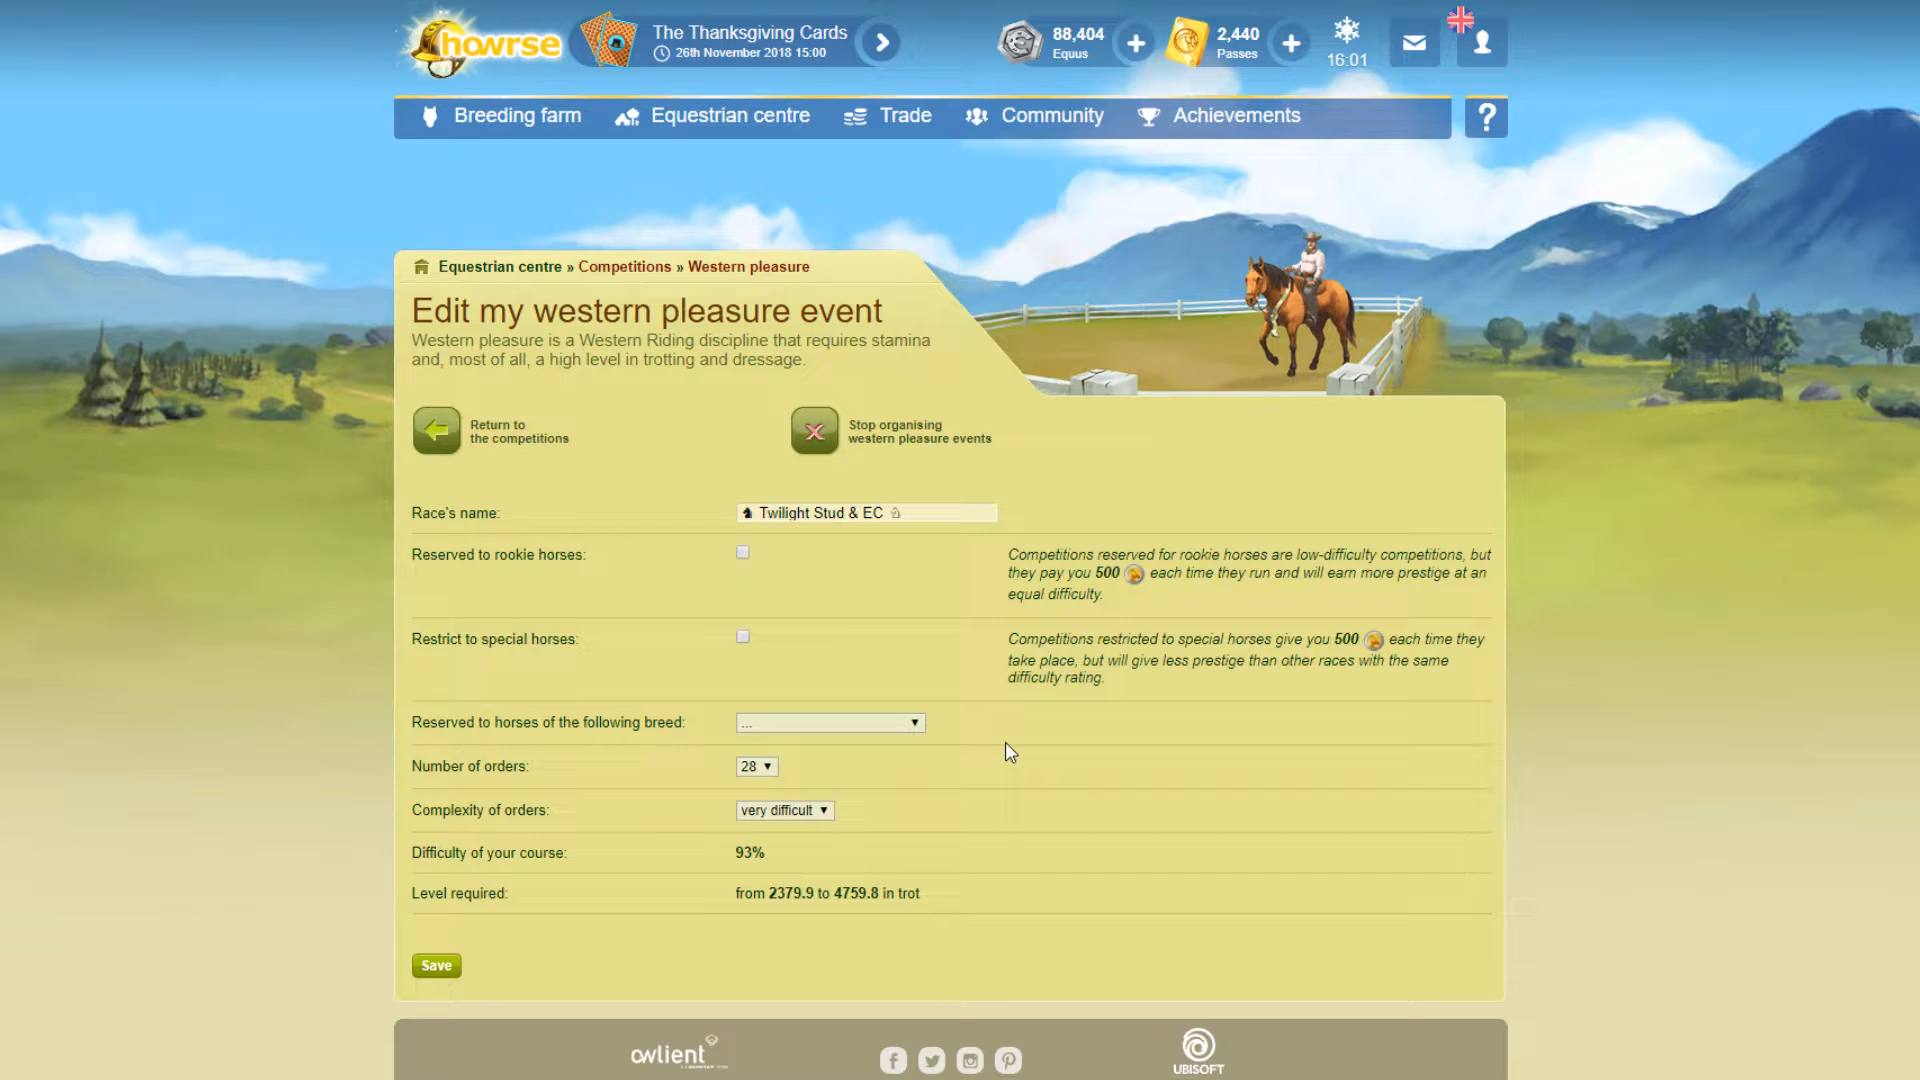 howrse
The Thanksgiving Cards
26th November 2018 15:00
88,404
Equus
2,440
Passes
16:01
Breeding farm
Equestrian centre
Trade
Community
Achievements
?
Equestrian centre » Competitions » Western pleasure
Edit my western pleasure event
Western pleasure is a Western Riding discipline that requires stamina
and, most of all, a high level in trotting and dressage.
Return to
the competitions
Stop organising
western pleasure events
Race's name:
♞ Twilight Stud & EC ♘
Reserved to rookie horses:
Competitions reserved for rookie horses are low-difficulty competitions, but
they pay you 500 each time they run and will earn more prestige at an
equal difficulty.
Restrict to special horses:
Competitions restricted to special horses give you 500 each time they
take place, but will give less prestige than other races with the same
difficulty rating.
Reserved to horses of the following breed:
...
Number of orders:
28
Complexity of orders:
very difficult
Difficulty of your course:
93%
Level required:
from 2379.9 to 4759.8 in trot
Save
owlient
UBISOFT